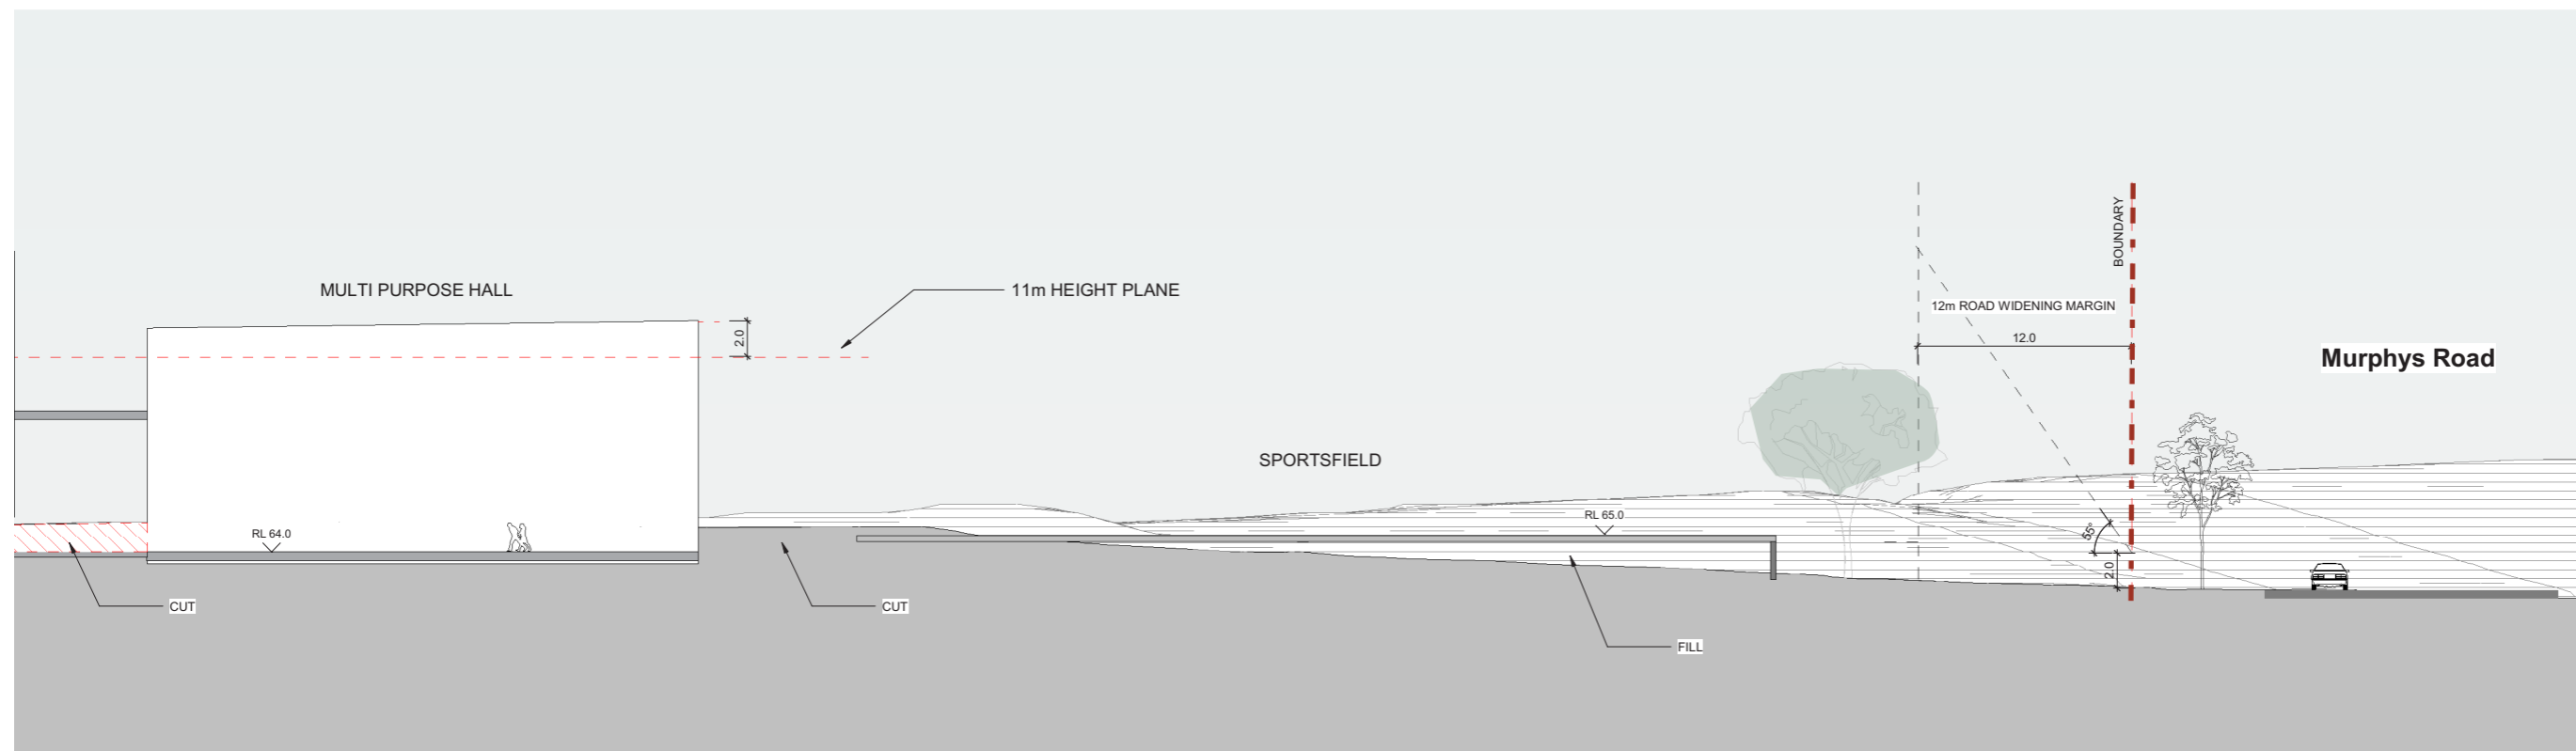 BOUNDARY
MULTI PURPOSE HALL
11m HEIGHT PLANE
12m ROAD WIDENING MARGIN
2.0
12.0
Murphys Road
SPORTSFIELD
RL 65.0
RL 64.0
55°
2.0
CUT
CUT
FILL